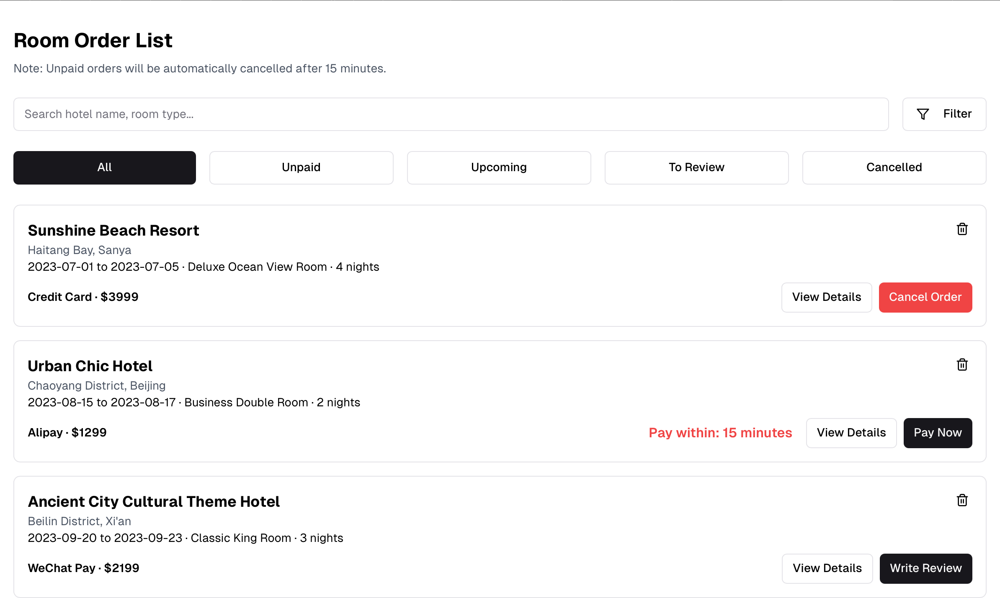 Room Order List
Note: Unpaid orders will be automatically cancelled after 15 minutes.
Search hotel name, room type...
Filter
All
Unpaid
Upcoming
To Review
Cancelled
Sunshine Beach Resort
Haitang Bay, Sanya
2023-07-01 to 2023-07-05 · Deluxe Ocean View Room · 4 nights
Credit Card · $3999
View Details
Cancel Order
Urban Chic Hotel
Chaoyang District, Beijing
2023-08-15 to 2023-08-17 · Business Double Room · 2 nights
Alipay · $1299
Pay within: 15 minutes
View Details
Pay Now
Ancient City Cultural Theme Hotel
Beilin District, Xi'an
2023-09-20 to 2023-09-23 · Classic King Room · 3 nights
WeChat Pay · $2199
View Details
Write Review